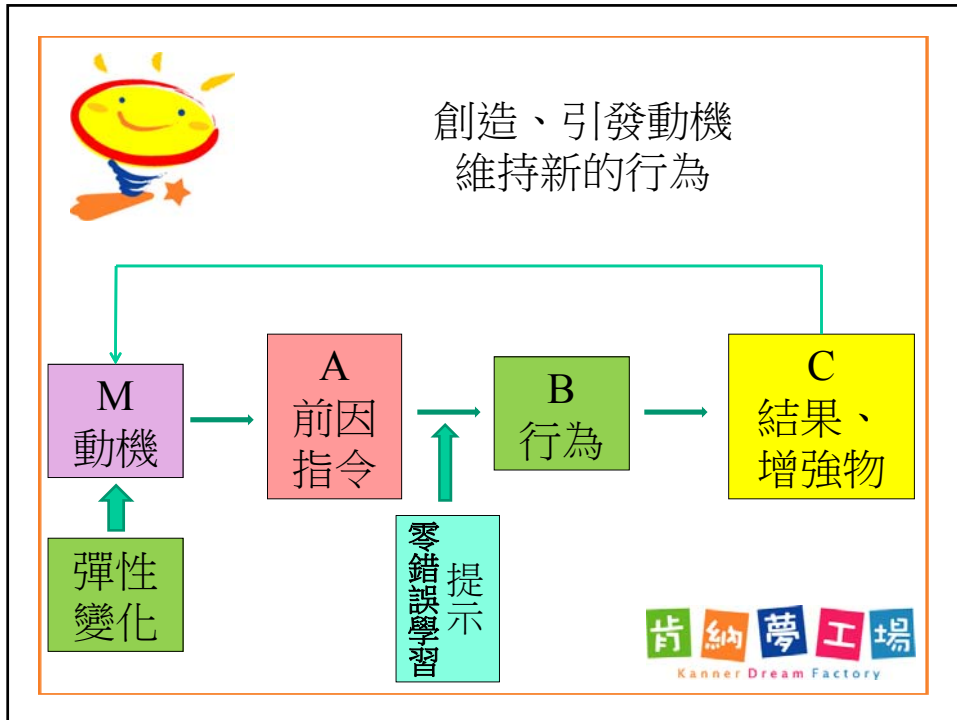 創造、引發動機
維持新的行為
M
動機
A
前因
指令
B
行為
C
結果、
增強物
彈性
變化
零錯誤學習
提示
肯納夢工場
Kanner Dream Factory